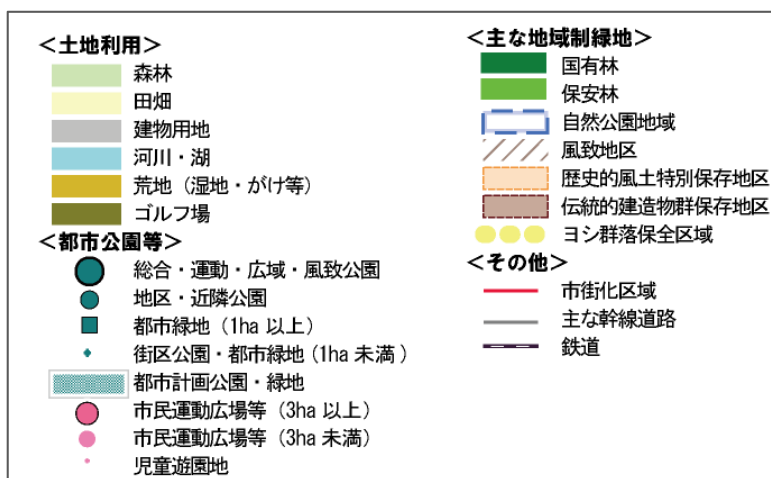 ＜土地利用＞
森林
田畑
建物用地
河川・湖
荒地（湿地・がけ等）
ゴルフ場
＜都市公園等＞
総合・運動・広域・風致公園
地区・近隣公園
都市緑地（1ha 以上）
街区公園・都市緑地（1ha 未満）
都市計画公園・緑地
市民運動広場等（3ha 以上）
市民運動広場等（3ha 未満）
児童遊園地
＜主な地域制緑地＞
国有林
保安林
自然公園地域
風致地区
歴史的風土特別保存地区
伝統的建造物群保存地区
ヨシ群落保全区域
＜その他＞
市街化区域
主な幹線道路
鉄道